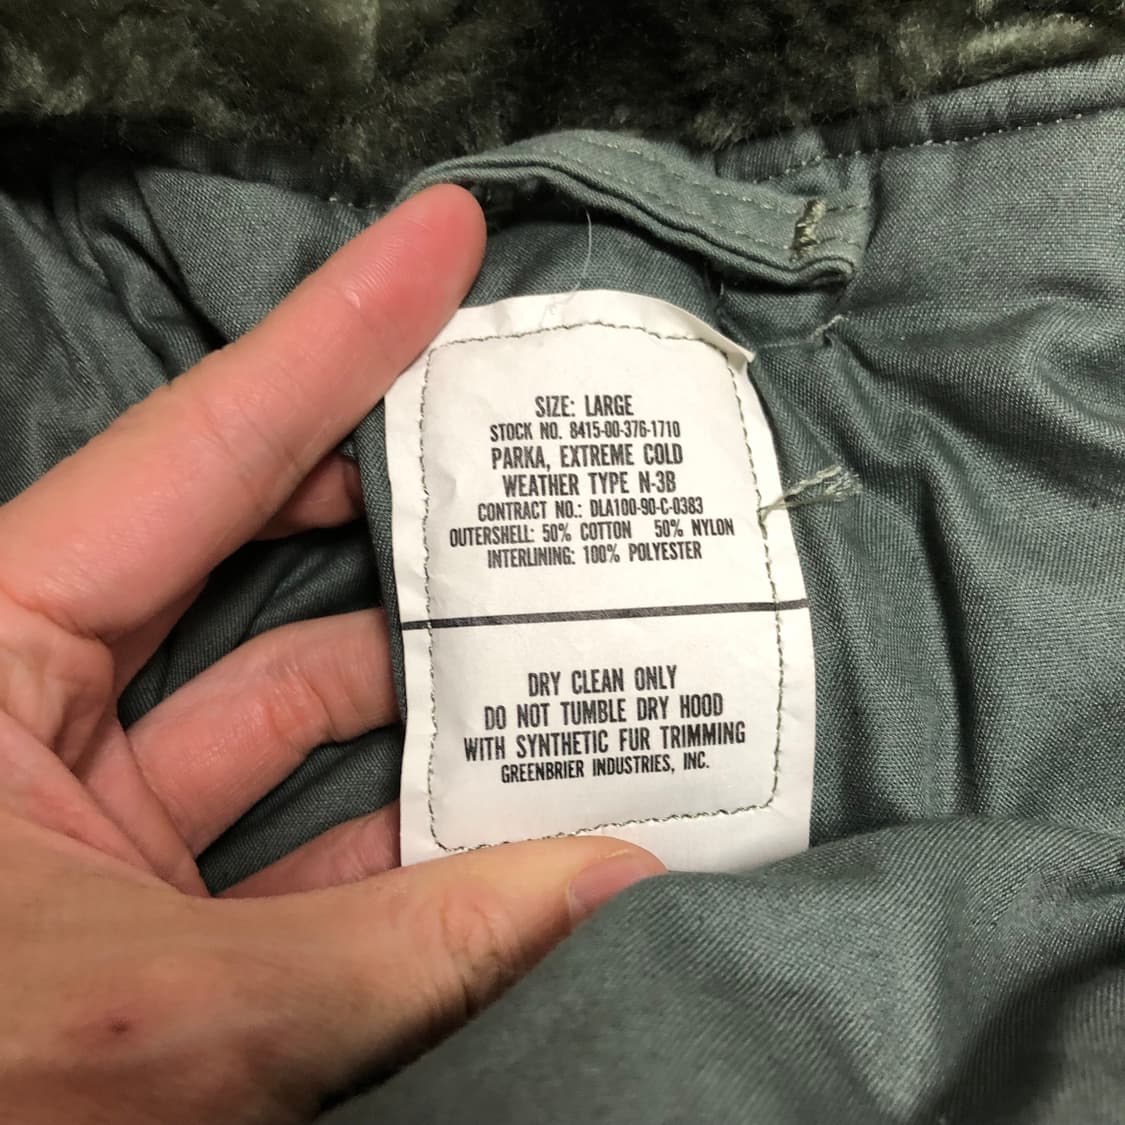 SIZE: LARGE
STOCK NO. 8415-00-376-1710
PARKA, EXTREME COLD
WEATHER TYPE N-3B
CONTRACT NO.: DLA100-90-C-0383
OUTERSHELL: 50% COTTON 50% NYLON
INTERLINING: 100% POLYESTER
DRY CLEAN ONLY
DO NOT TUMBLE DRY HOOD
WITH SYNTHETIC FUR TRIMMING
GREENBRIER INDUSTRIES, INC.